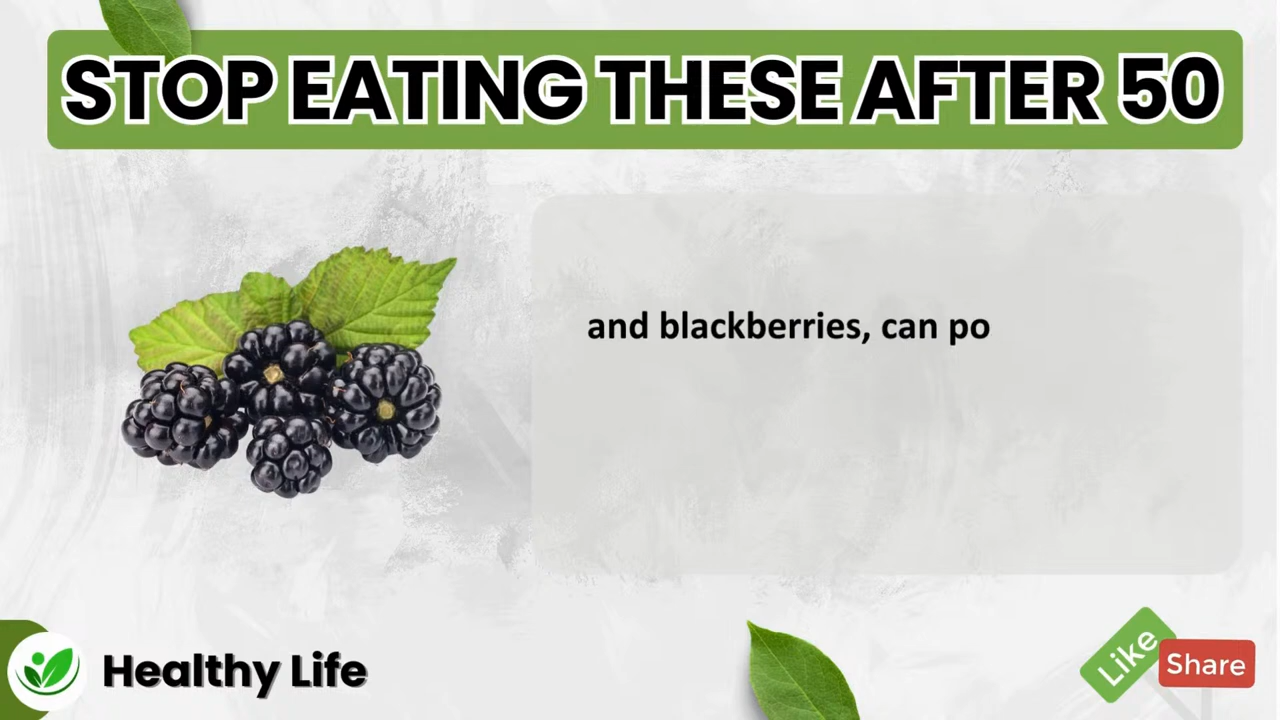 STOP EATING THESE AFTER 50
and blackberries, can po
Healthy Life
Like
Share